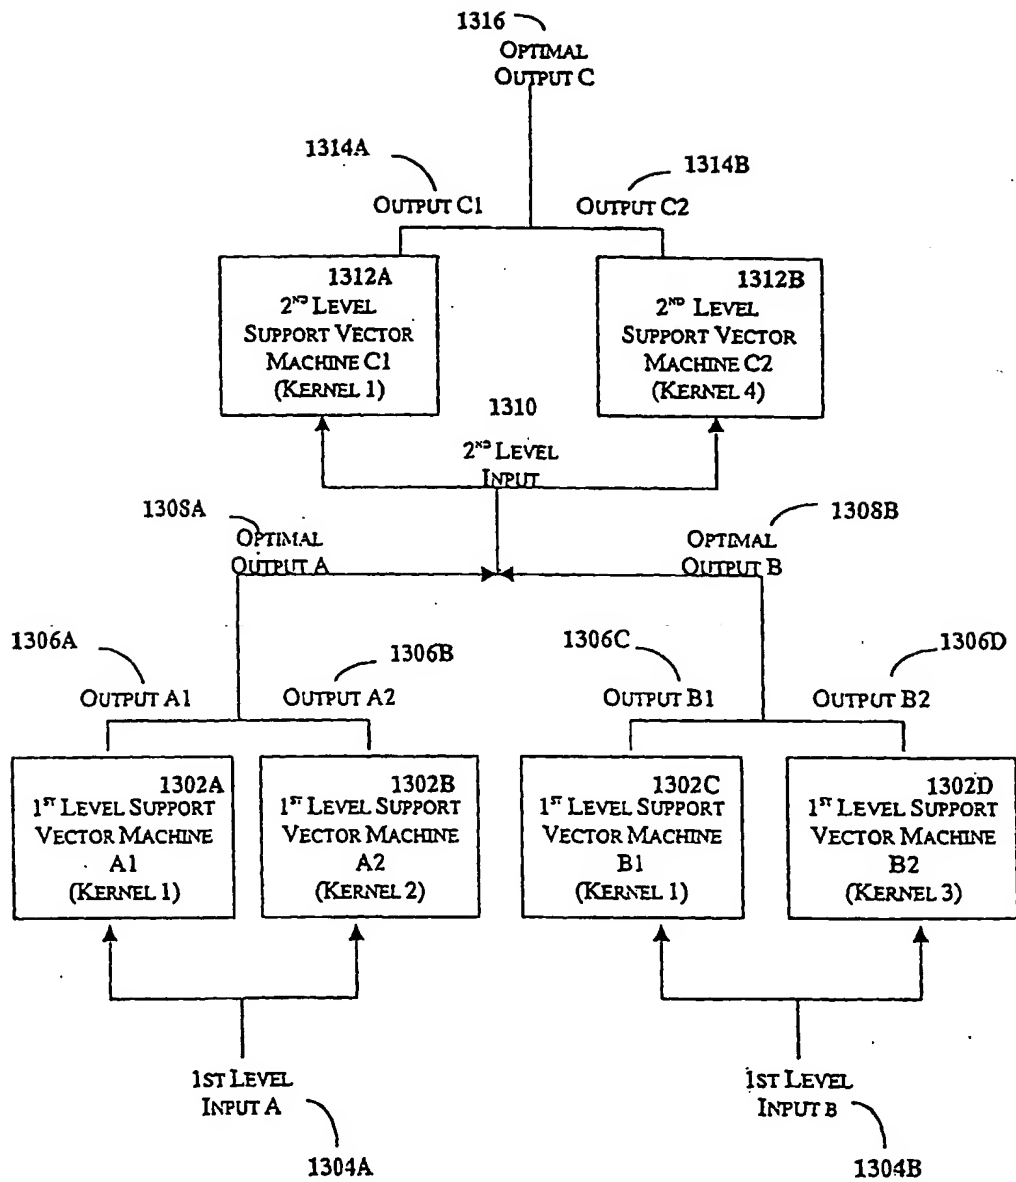 1316
OPTIMAL
OUTPUT C
1314A
1314B
OUTPUT C1
OUTPUT C2
1312A
2ND LEVEL
SUPPORT VECTOR
MACHINE C1
(KERNEL 1)
1312B
2ND LEVEL
SUPPORT VECTOR
MACHINE C2
(KERNEL 4)
1310
2ND LEVEL
INPUT
1308A
OPTIMAL
OUTPUT A
1308B
OPTIMAL
OUTPUT B
1306A
1306B
1306C
1306D
OUTPUT A1
OUTPUT A2
OUTPUT B1
OUTPUT B2
1302A
1ST LEVEL SUPPORT
VECTOR MACHINE
A1
(KERNEL 1)
1302B
1ST LEVEL SUPPORT
VECTOR MACHINE
A2
(KERNEL 2)
1302C
1ST LEVEL SUPPORT
VECTOR MACHINE
B1
(KERNEL 1)
1302D
1ST LEVEL SUPPORT
VECTOR MACHINE
B2
(KERNEL 3)
1ST LEVEL
INPUT A
1304A
1ST LEVEL
INPUT B
1304B